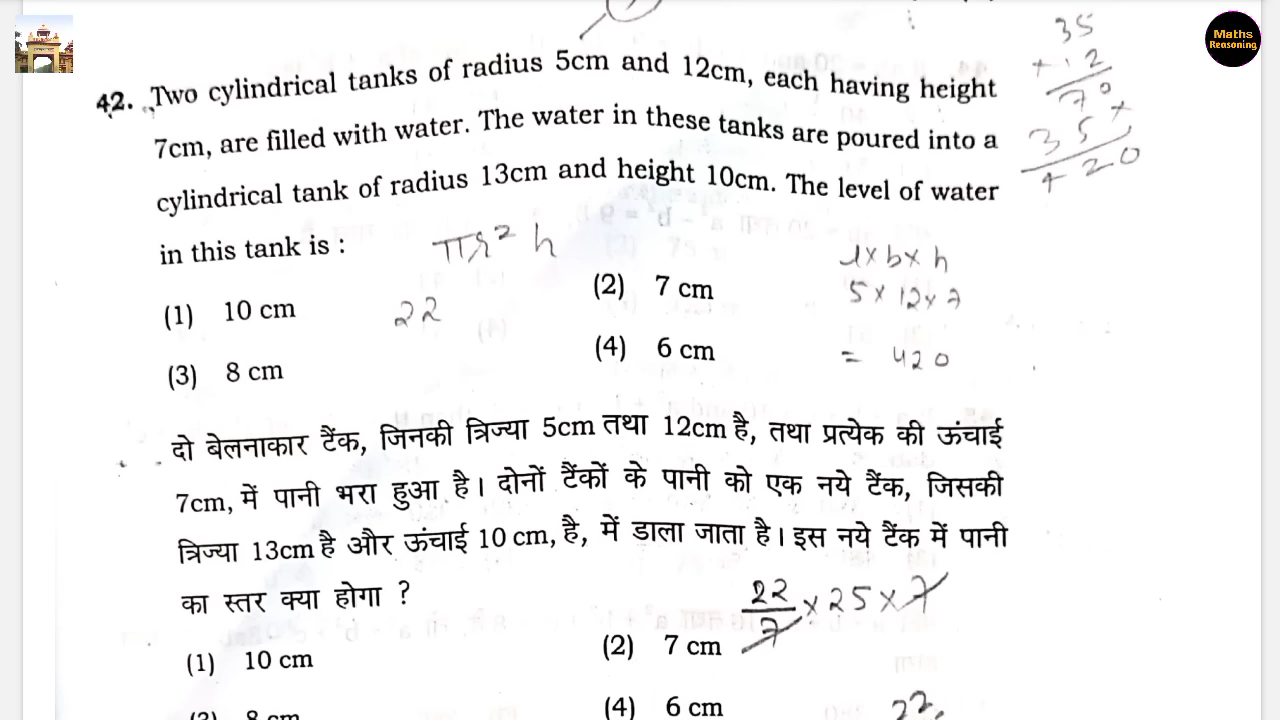 Maths
Reasoning
35
+ 12
70
35x
420
42. Two cylindrical tanks of radius 5cm and 12cm, each having height
7cm, are filled with water. The water in these tanks are poured into a
cylindrical tank of radius 13cm and height 10cm. The level of water
in this tank is :
πr² h
l×b×h
(1) 10 cm
22
(2) 7 cm
5×12×7
(3) 8 cm
(4) 6 cm
= 420
दो बेलनाकार टैंक, जिनकी त्रिज्या 5cm तथा 12cm है, तथा प्रत्येक की ऊंचाई
7cm, में पानी भरा हुआ है। दोनों टैंकों के पानी को एक नये टैंक, जिसकी
त्रिज्या 13cm है और ऊंचाई 10 cm, है, में डाला जाता है। इस नये टैंक में पानी
का स्तर क्या होगा ?
22/7 × 25 × 7
(1) 10 cm
(2) 7 cm
(3) 8 cm
(4) 6 cm
22